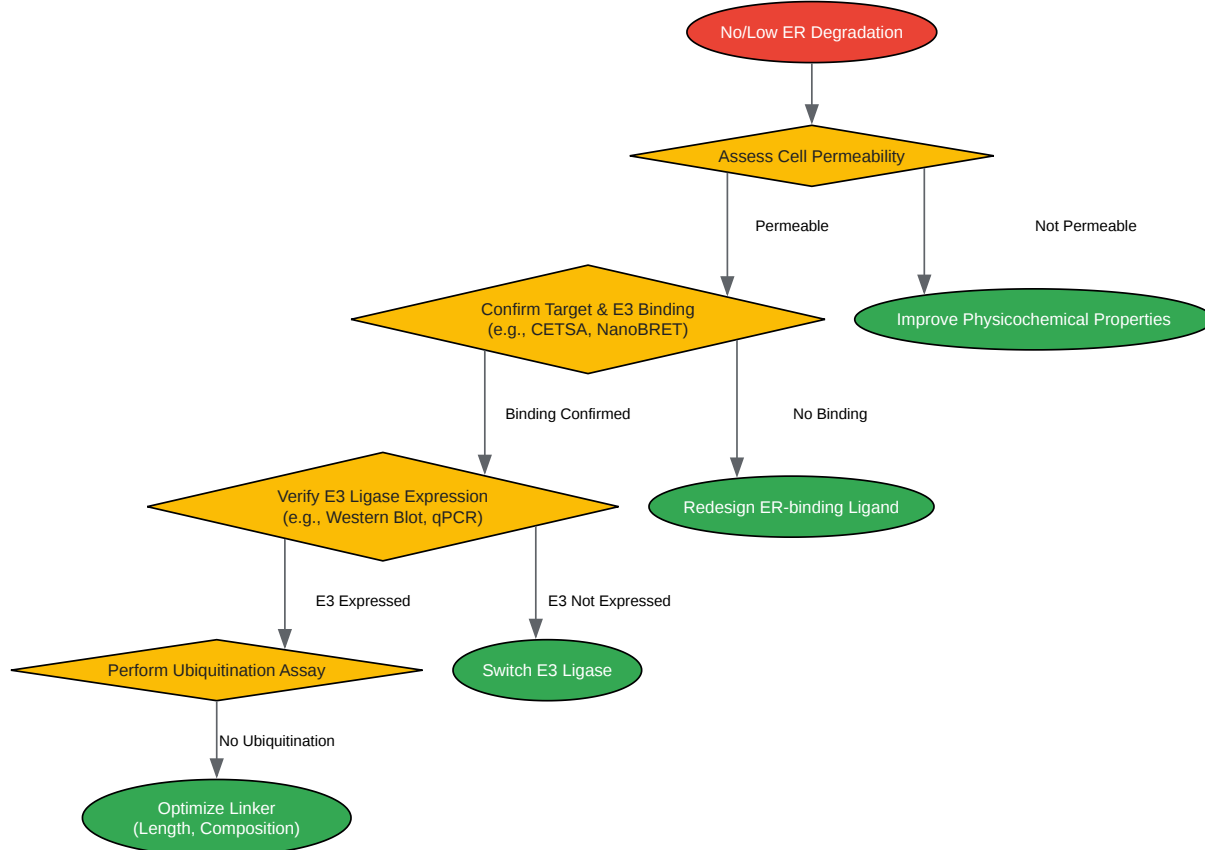 No/Low ER Degradation
Assess Cell Permeability
Permeable
Not Permeable
Confirm Target & E3 Binding
(e.g., CETSA, NanoBRET)
Improve Physicochemical Properties
Binding Confirmed
No Binding
Verify E3 Ligase Expression
(e.g., Western Blot, qPCR)
Redesign ER-binding Ligand
E3 Expressed
E3 Not Expressed
Perform Ubiquitination Assay
Switch E3 Ligase
No Ubiquitination
Optimize Linker
(Length, Composition)